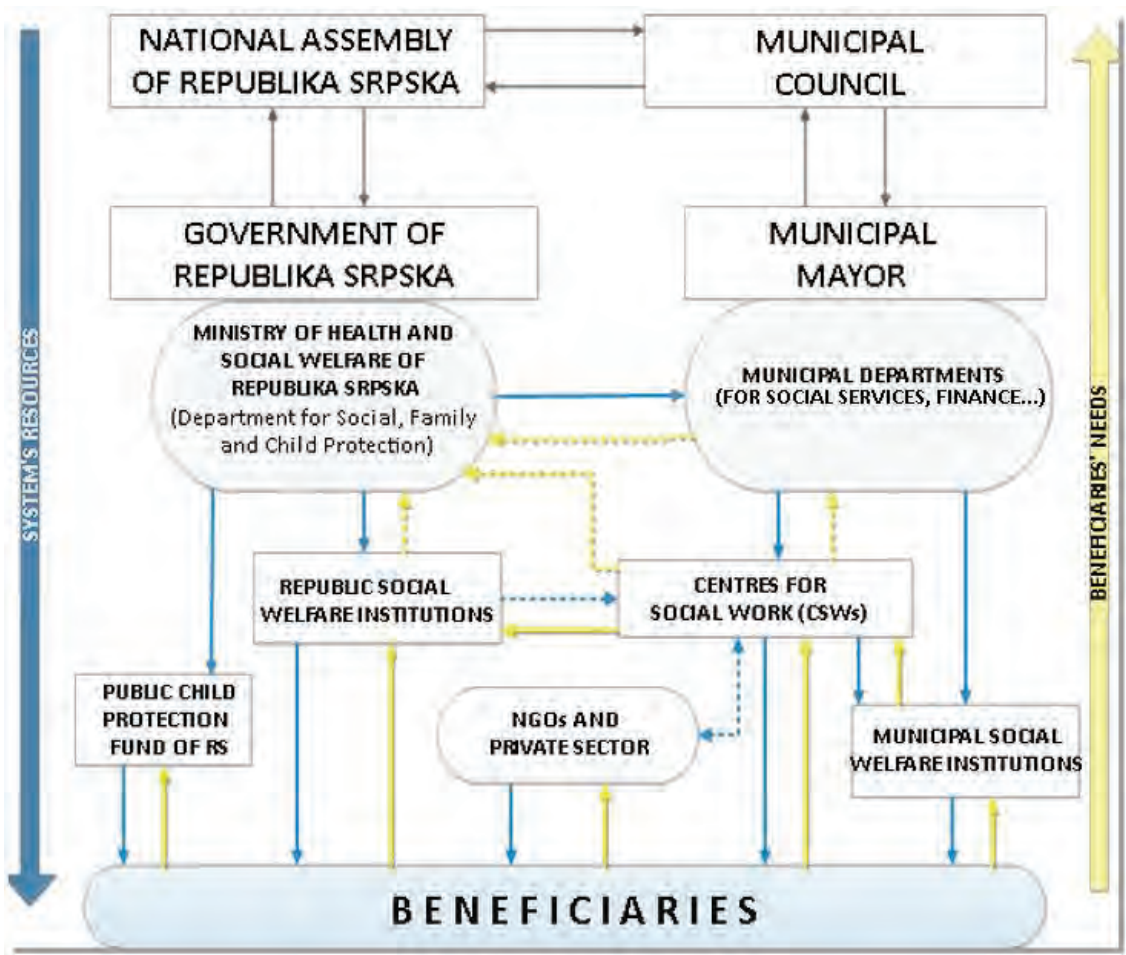 NATIONAL ASSEMBLY
OF REPUBLIKA SRPSKA
MUNICIPAL
COUNCIL
GOVERNMENT OF
REPUBLIKA SRPSKA
MUNICIPAL
MAYOR
MINISTRY OF HEALTH AND
SOCIAL WELFARE OF
REPUBLIKA SRPSKA
(Department for Social, Family
and Child Protection)
MUNICIPAL DEPARTMENTS
(FOR SOCIAL SERVICES, FINANCE...)
SYSTEM'S RESOURCES
BENEFICIARIES' NEEDS
REPUBLIC SOCIAL
WELFARE INSTITUTIONS
CENTRES FOR
SOCIAL WORK (CSWs)
PUBLIC CHILD
PROTECTION
FUND OF RS
NGOs AND
PRIVATE SECTOR
MUNICIPAL SOCIAL
WELFARE INSTITUTIONS
BENEFICIARIES